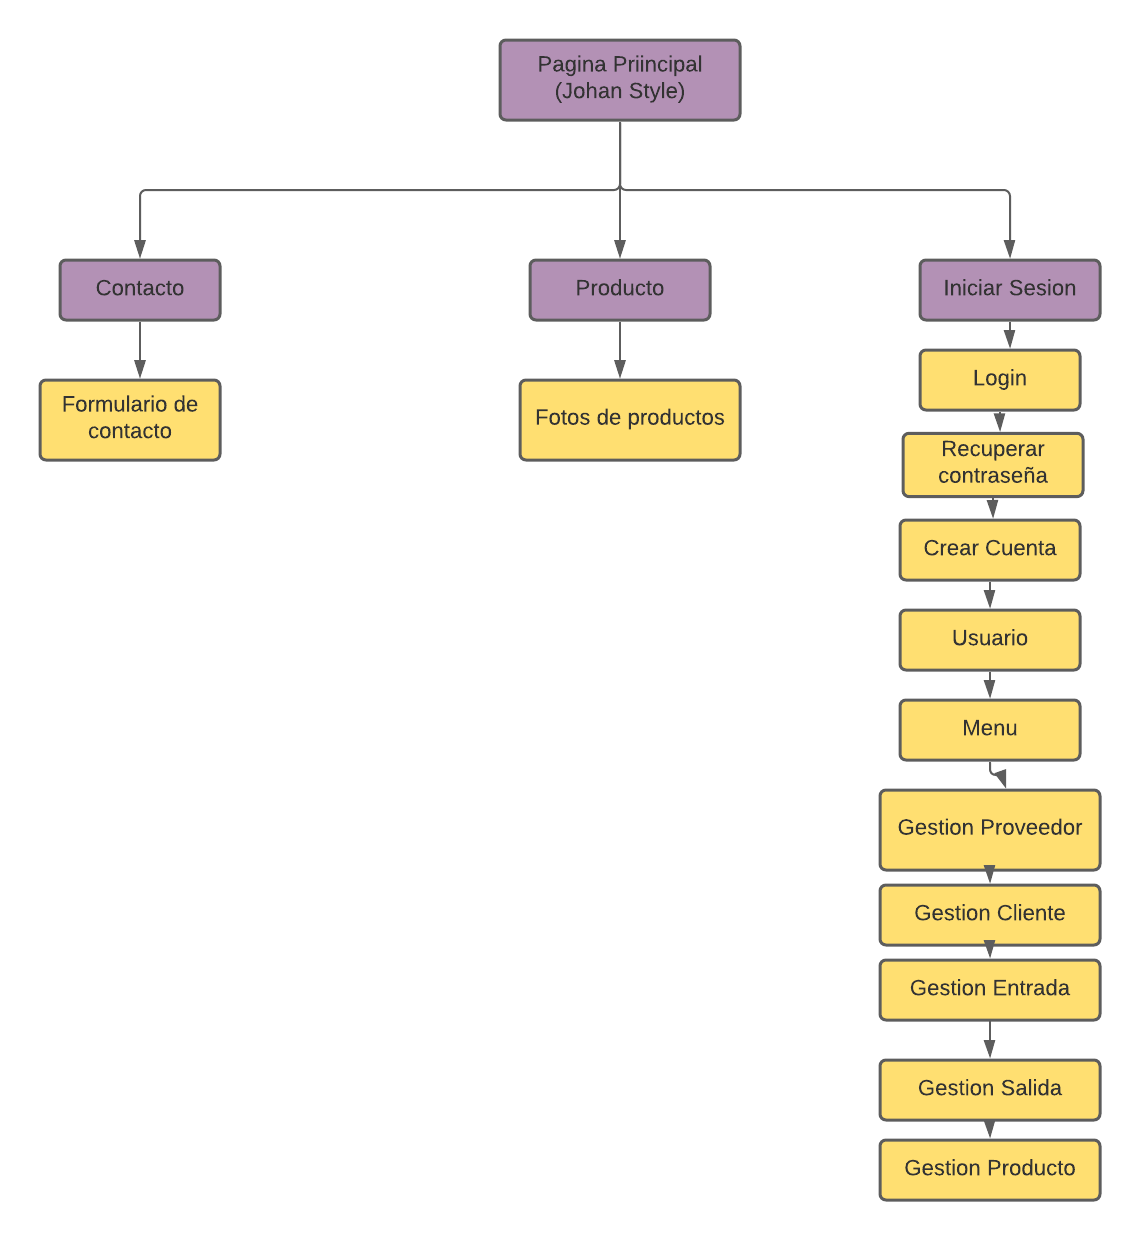 Pagina Priincipal
(Johan Style)
Contacto
Producto
Iniciar Sesion
Formulario de
contacto
Fotos de productos
Login
Recuperar
contraseña
Crear Cuenta
Usuario
Menu
Gestion Proveedor
Gestion Cliente
Gestion Entrada
Gestion Salida
Gestion Producto